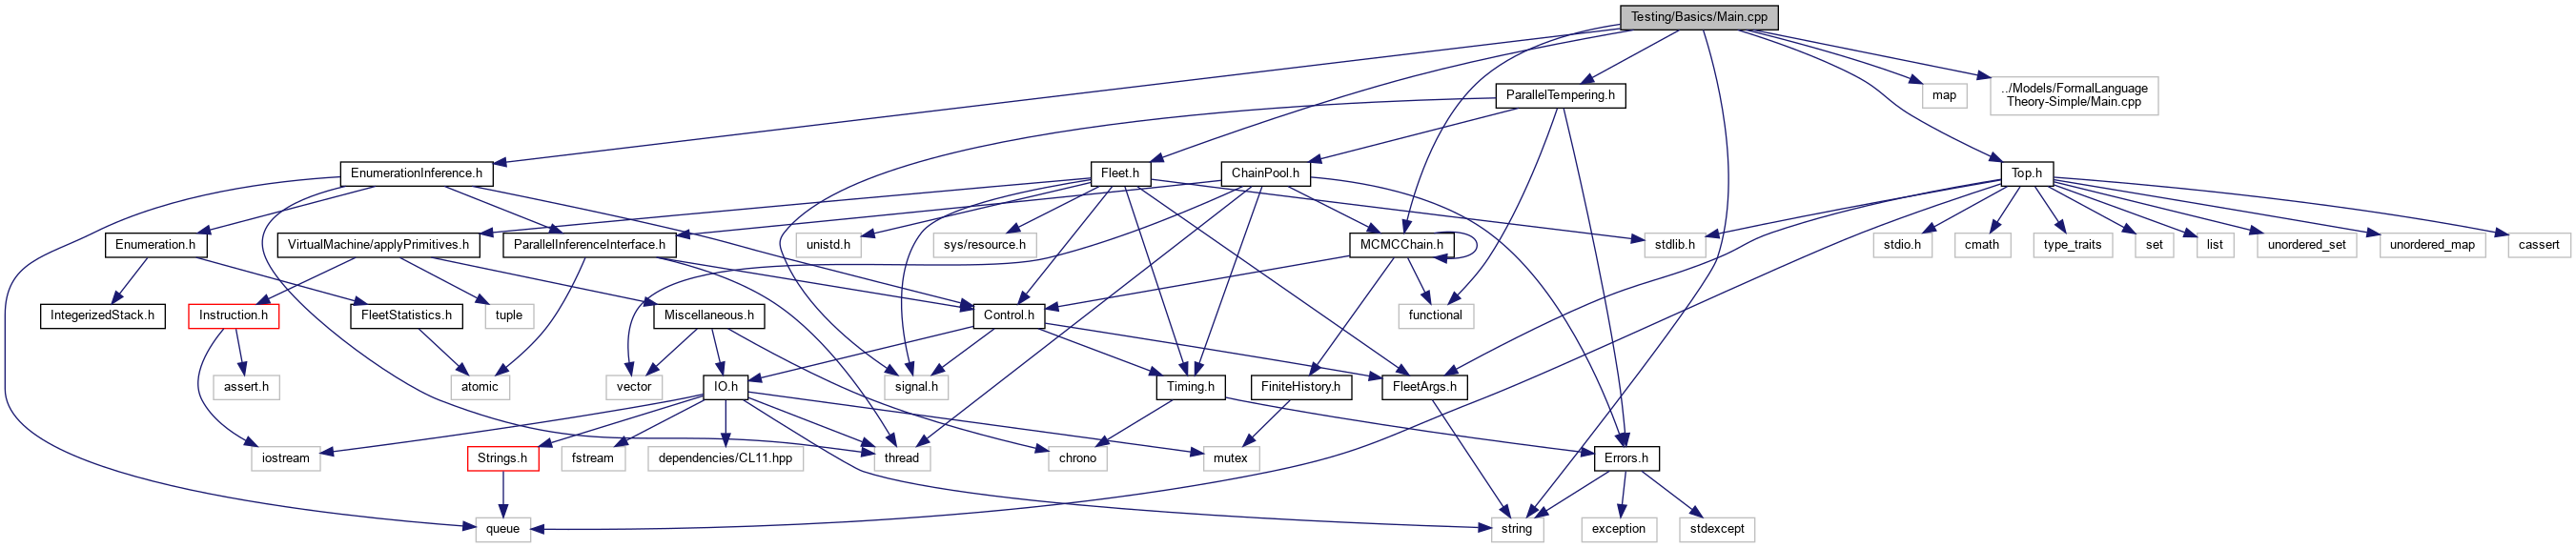 Testing/Basics/Main.cpp
ParallelTempering.h
map
../Models/FormalLanguage
Theory-Simple/Main.cpp
EnumerationInference.h
Fleet.h
ChainPool.h
Top.h
Enumeration.h
VirtualMachine/applyPrimitives.h
ParallelInferenceInterface.h
unistd.h
sys/resource.h
MCMCChain.h
stdlib.h
stdio.h
cmath
type_traits
set
list
unordered_set
unordered_map
cassert
IntegerizedStack.h
Instruction.h
FleetStatistics.h
tuple
Miscellaneous.h
Control.h
functional
assert.h
atomic
vector
IO.h
signal.h
Timing.h
FiniteHistory.h
FleetArgs.h
iostream
Strings.h
fstream
dependencies/CL11.hpp
thread
chrono
mutex
Errors.h
queue
string
exception
stdexcept